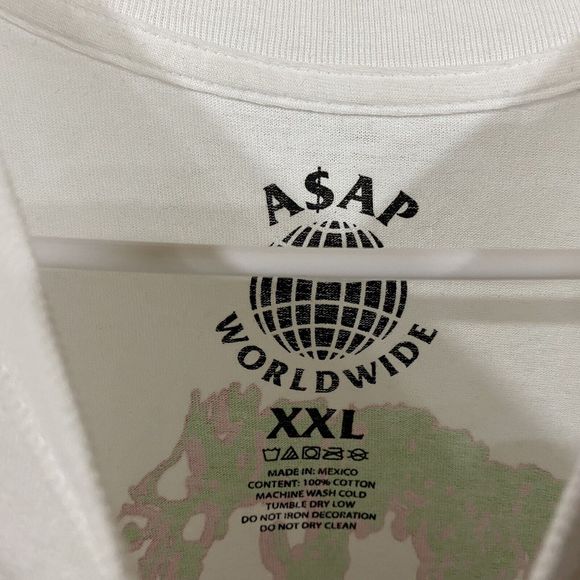 A$AP
WORLDWIDE
XXL
MADE IN: MEXICO
CONTENT: 100% COTTON
MACHINE WASH COLD
TUMBLE DRY LOW
DO NOT IRON DECORATION
DO NOT DRY CLEAN